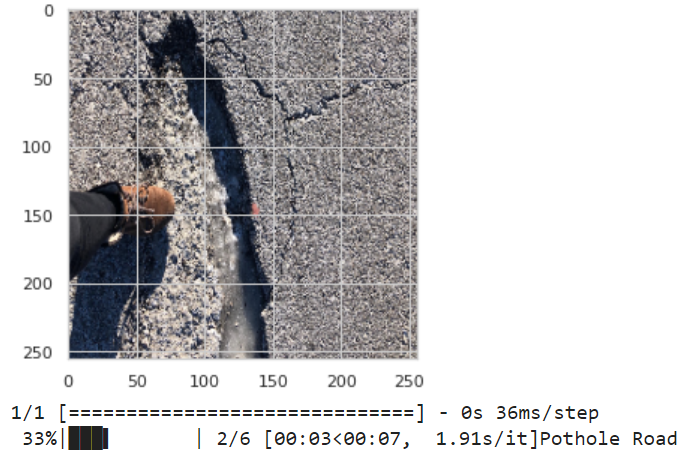 0
50
100
150
200
250
0 50 100 150 200 250
1/1 [==============================] - 0s 36ms/step
33%|███ | 2/6 [00:03<00:07, 1.91s/it]Pothole Road